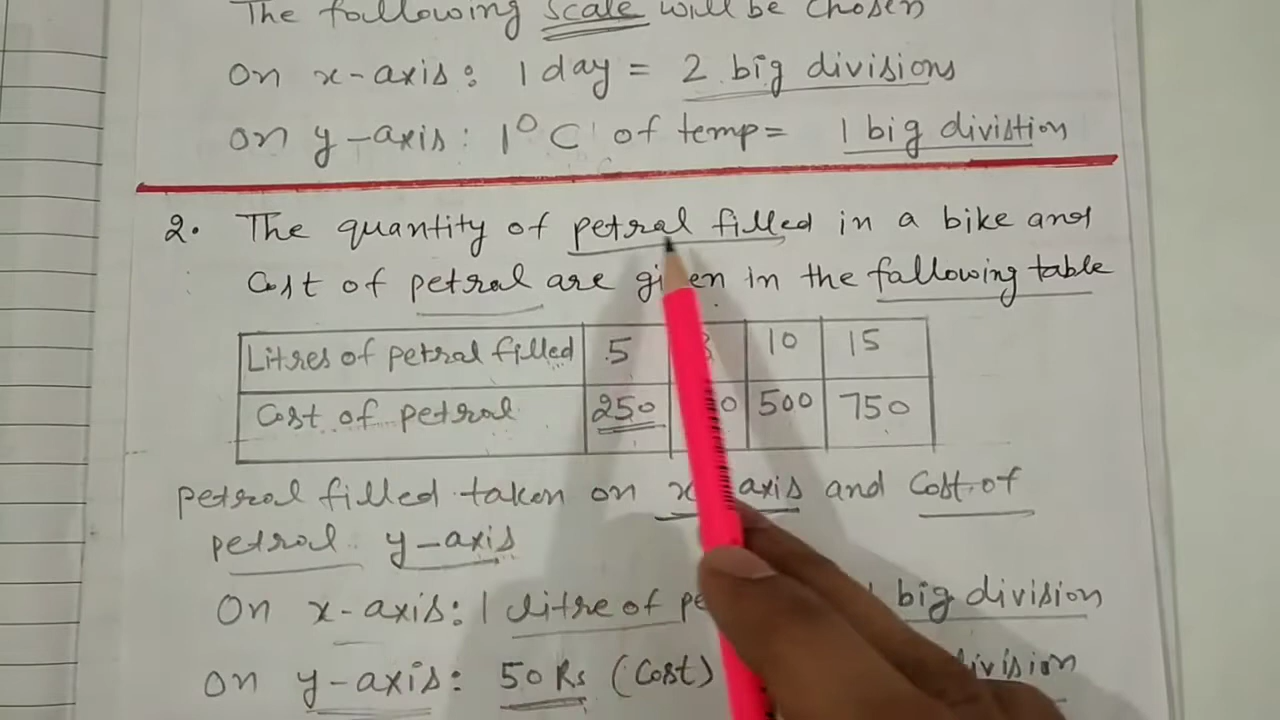 The following scale will be chosen
On x-axis: 1 day = 2 big divisions
on y-axis: 1°C of temp = 1 big divistion
2. The quantity of petral filled in a bike and
Cost of petral are given in the fallowing table
Litres of petral filled 5 10 15
Cost of petral 250 500 750
petral filled taken on x axis and Cost of
petral y-axis
On x-axis: 1 litre of big division
on y-axis: 50 Rs (Cost)